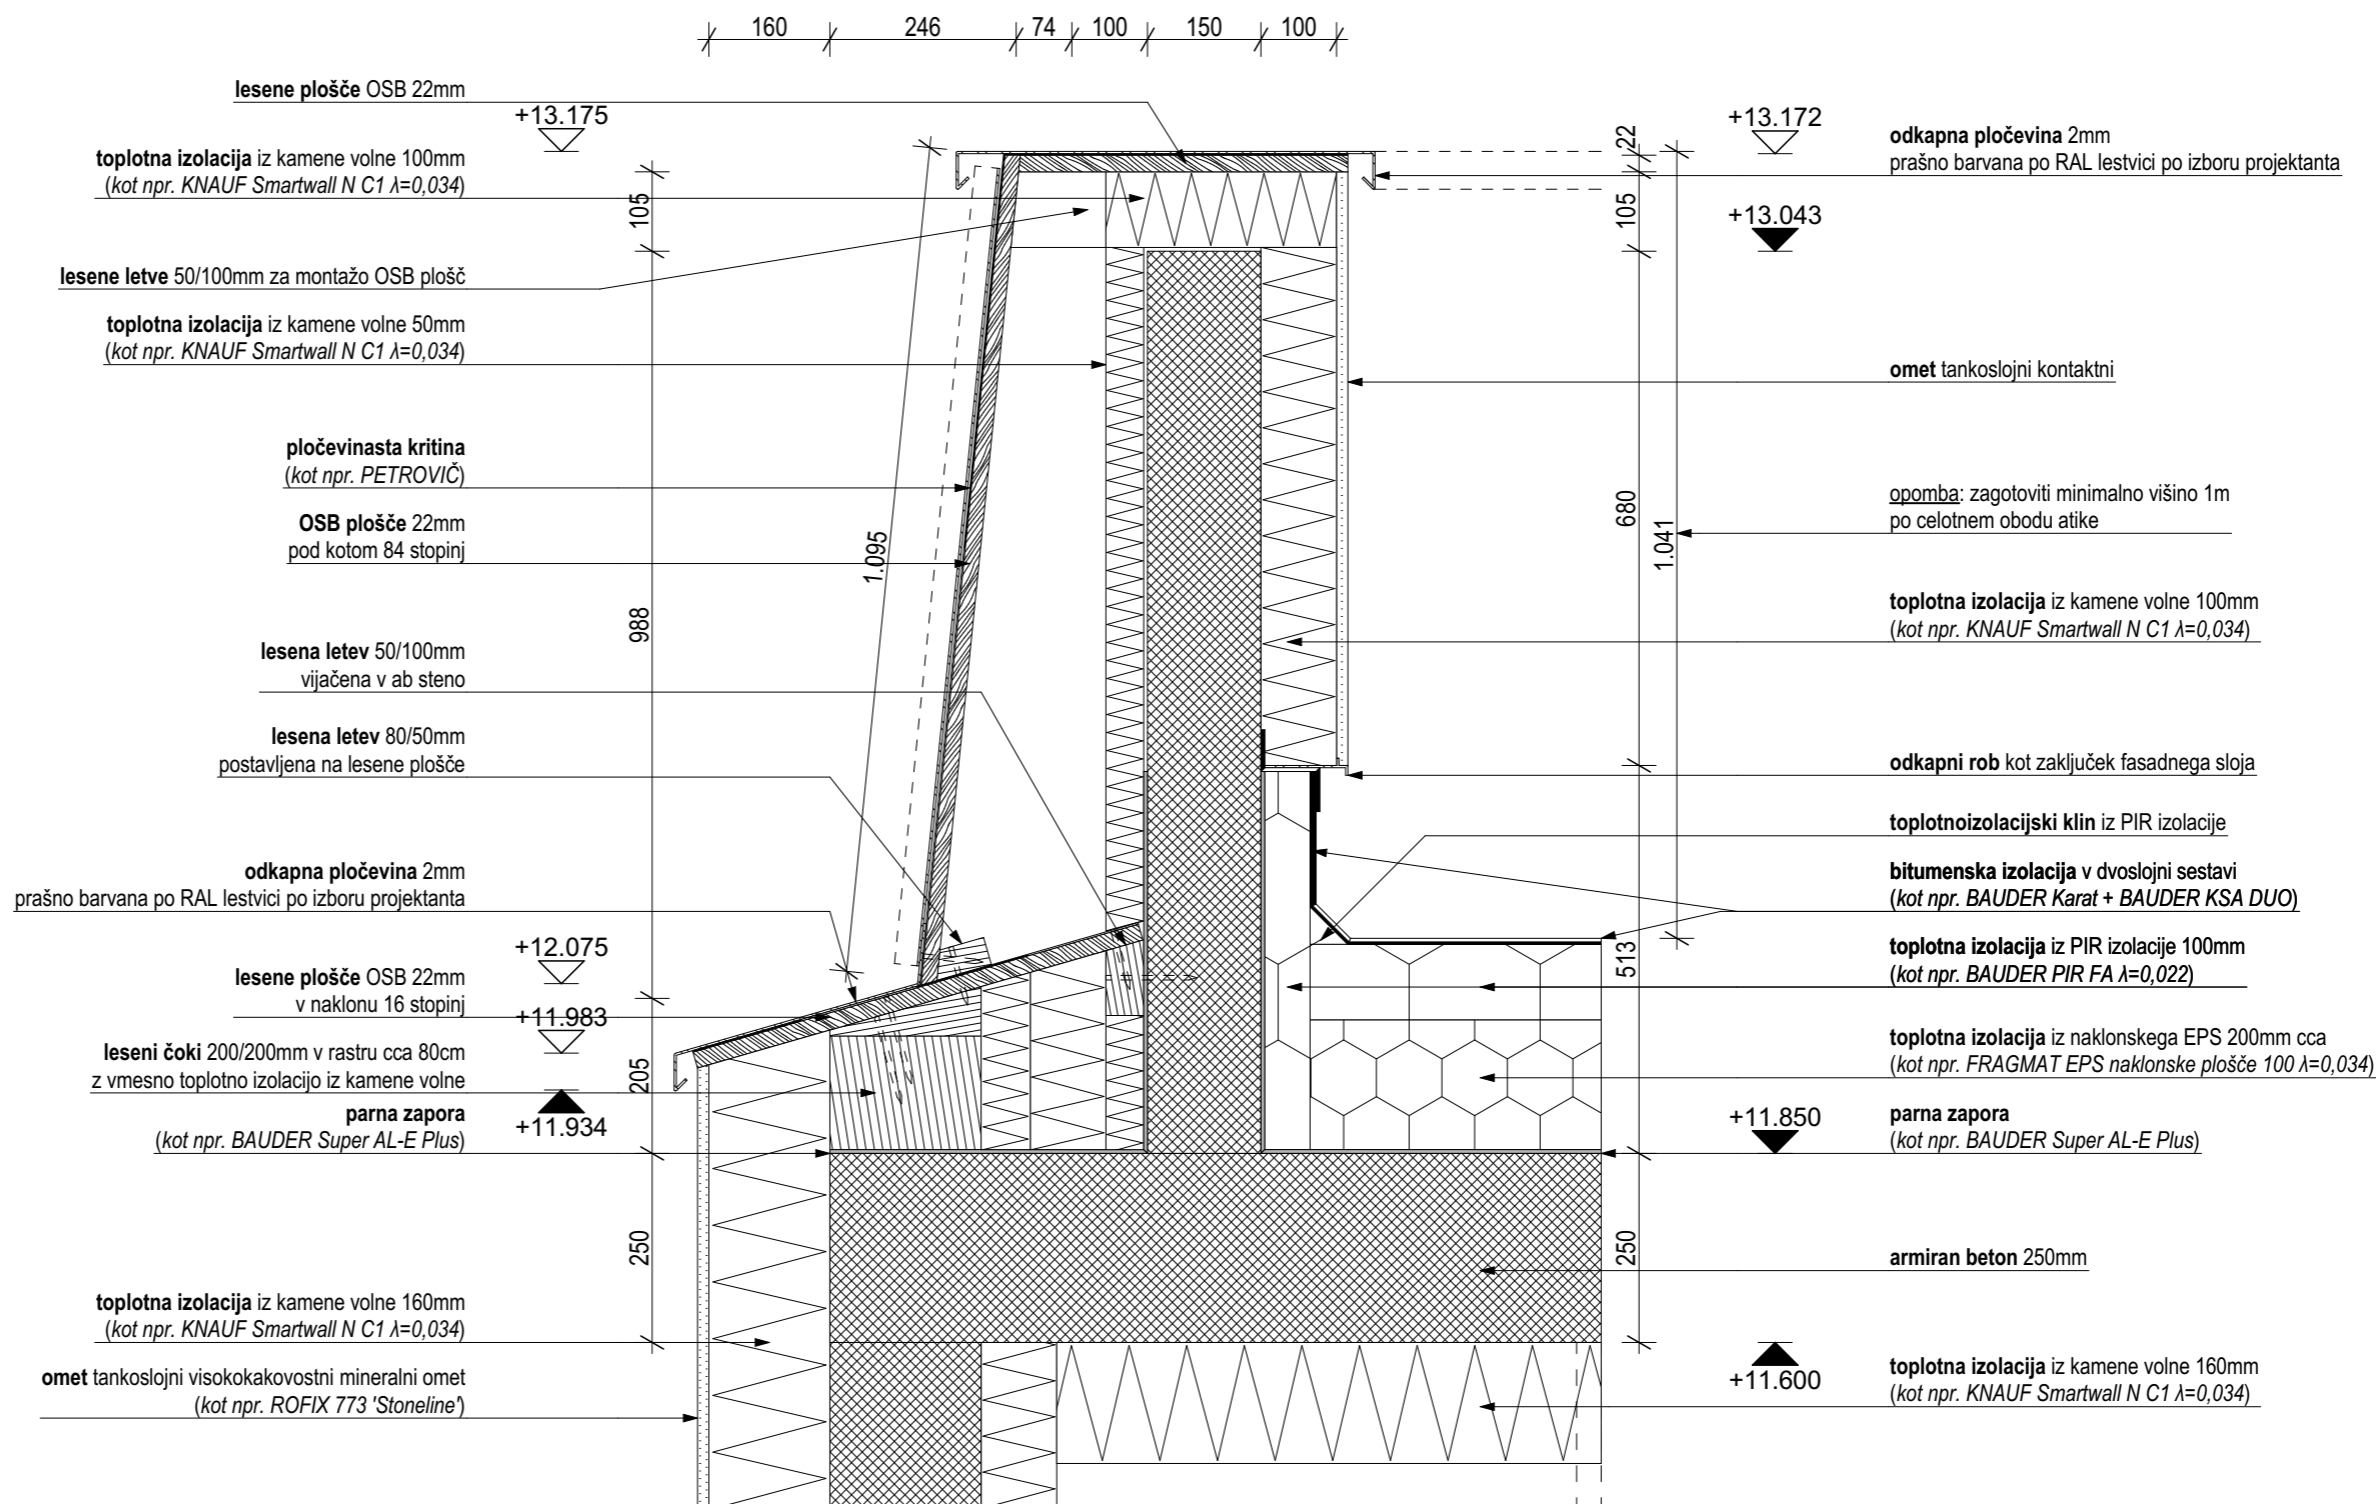 160 246 74 100 150 100
lesene plošče OSB 22mm
+13.175
toplotna izolacija iz kamene volne 100mm
(kot npr. KNAUF Smartwall N C1 λ=0,034)
105
lesene letve 50/100mm za montažo OSB plošč
toplotna izolacija iz kamene volne 50mm
(kot npr. KNAUF Smartwall N C1 λ=0,034)
pločevinasta kritina
(kot npr. PETROVIČ)
OSB plošče 22mm
pod kotom 84 stopinj
1.095
988
lesena letev 50/100mm
vijačena v ab steno
lesena letev 80/50mm
postavljena na lesene plošče
odkapna pločevina 2mm
prašno barvana po RAL lestvici po izboru projektanta
+12.075
lesene plošče OSB 22mm
v naklonu 16 stopinj
+11.983
leseni čoki 200/200mm v rastru cca 80cm
z vmesno toplotno izolacijo iz kamene volne
205
parna zapora
(kot npr. BAUDER Super AL-E Plus)
+11.934
250
toplotna izolacija iz kamene volne 160mm
(kot npr. KNAUF Smartwall N C1 λ=0,034)
omet tankoslojni visokokakovostni mineralni omet
(kot npr. ROFIX 773 'Stoneline')
22
+13.172
odkapna pločevina 2mm
prašno barvana po RAL lestvici po izboru projektanta
105
+13.043
omet tankoslojni kontaktni
680
1.041
opomba: zagotoviti minimalno višino 1m
po celotnem obodu atike
toplotna izolacija iz kamene volne 100mm
(kot npr. KNAUF Smartwall N C1 λ=0,034)
odkapni rob kot zaključek fasadnega sloja
toplotnoizolacijski klin iz PIR izolacije
bitumenska izolacija v dvoslojni sestavi
(kot npr. BAUDER Karat + BAUDER KSA DUO)
513
toplotna izolacija iz PIR izolacije 100mm
(kot npr. BAUDER PIR FA λ=0,022)
toplotna izolacija iz naklonskega EPS 200mm cca
(kot npr. FRAGMAT EPS naklonske plošče 100 λ=0,034)
+11.850
parna zapora
(kot npr. BAUDER Super AL-E Plus)
250
armiran beton 250mm
+11.600
toplotna izolacija iz kamene volne 160mm
(kot npr. KNAUF Smartwall N C1 λ=0,034)